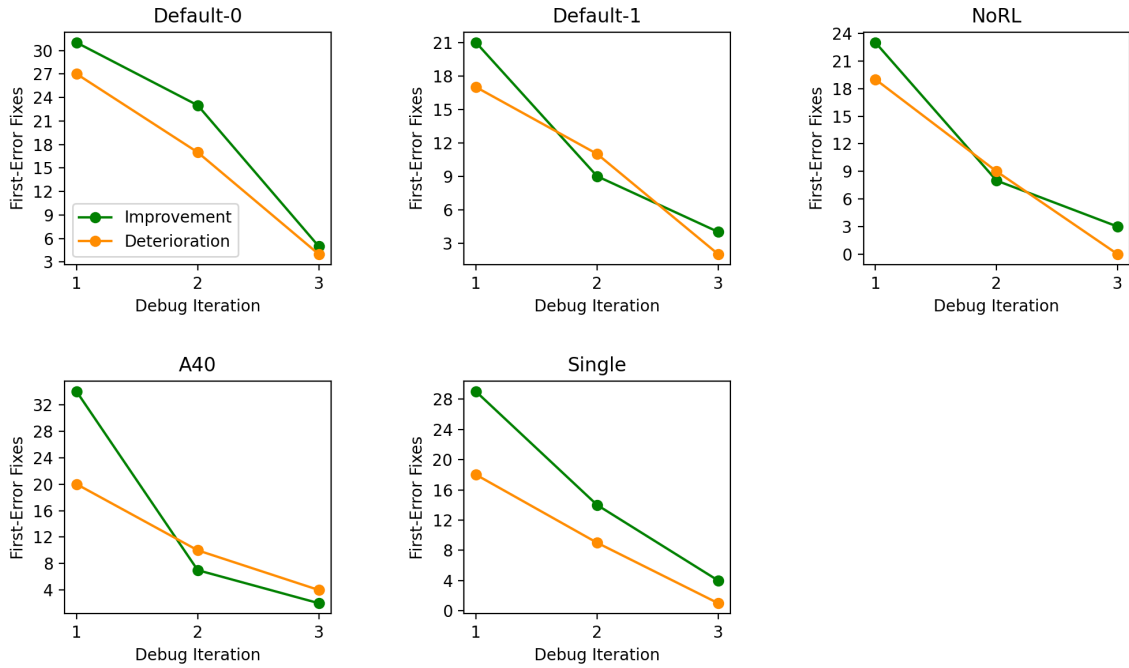 Default-0
First-Error Fixes
30
27
24
21
18
15
12
9
6
3
Improvement
Deterioration
1 2 3
Debug Iteration
Default-1
First-Error Fixes
21
18
15
12
9
6
3
1 2 3
Debug Iteration
NoRL
First-Error Fixes
24
21
18
15
12
9
6
3
0
1 2 3
Debug Iteration
A40
First-Error Fixes
32
28
24
20
16
12
8
4
1 2 3
Debug Iteration
Single
First-Error Fixes
28
24
20
16
12
8
4
0
1 2 3
Debug Iteration